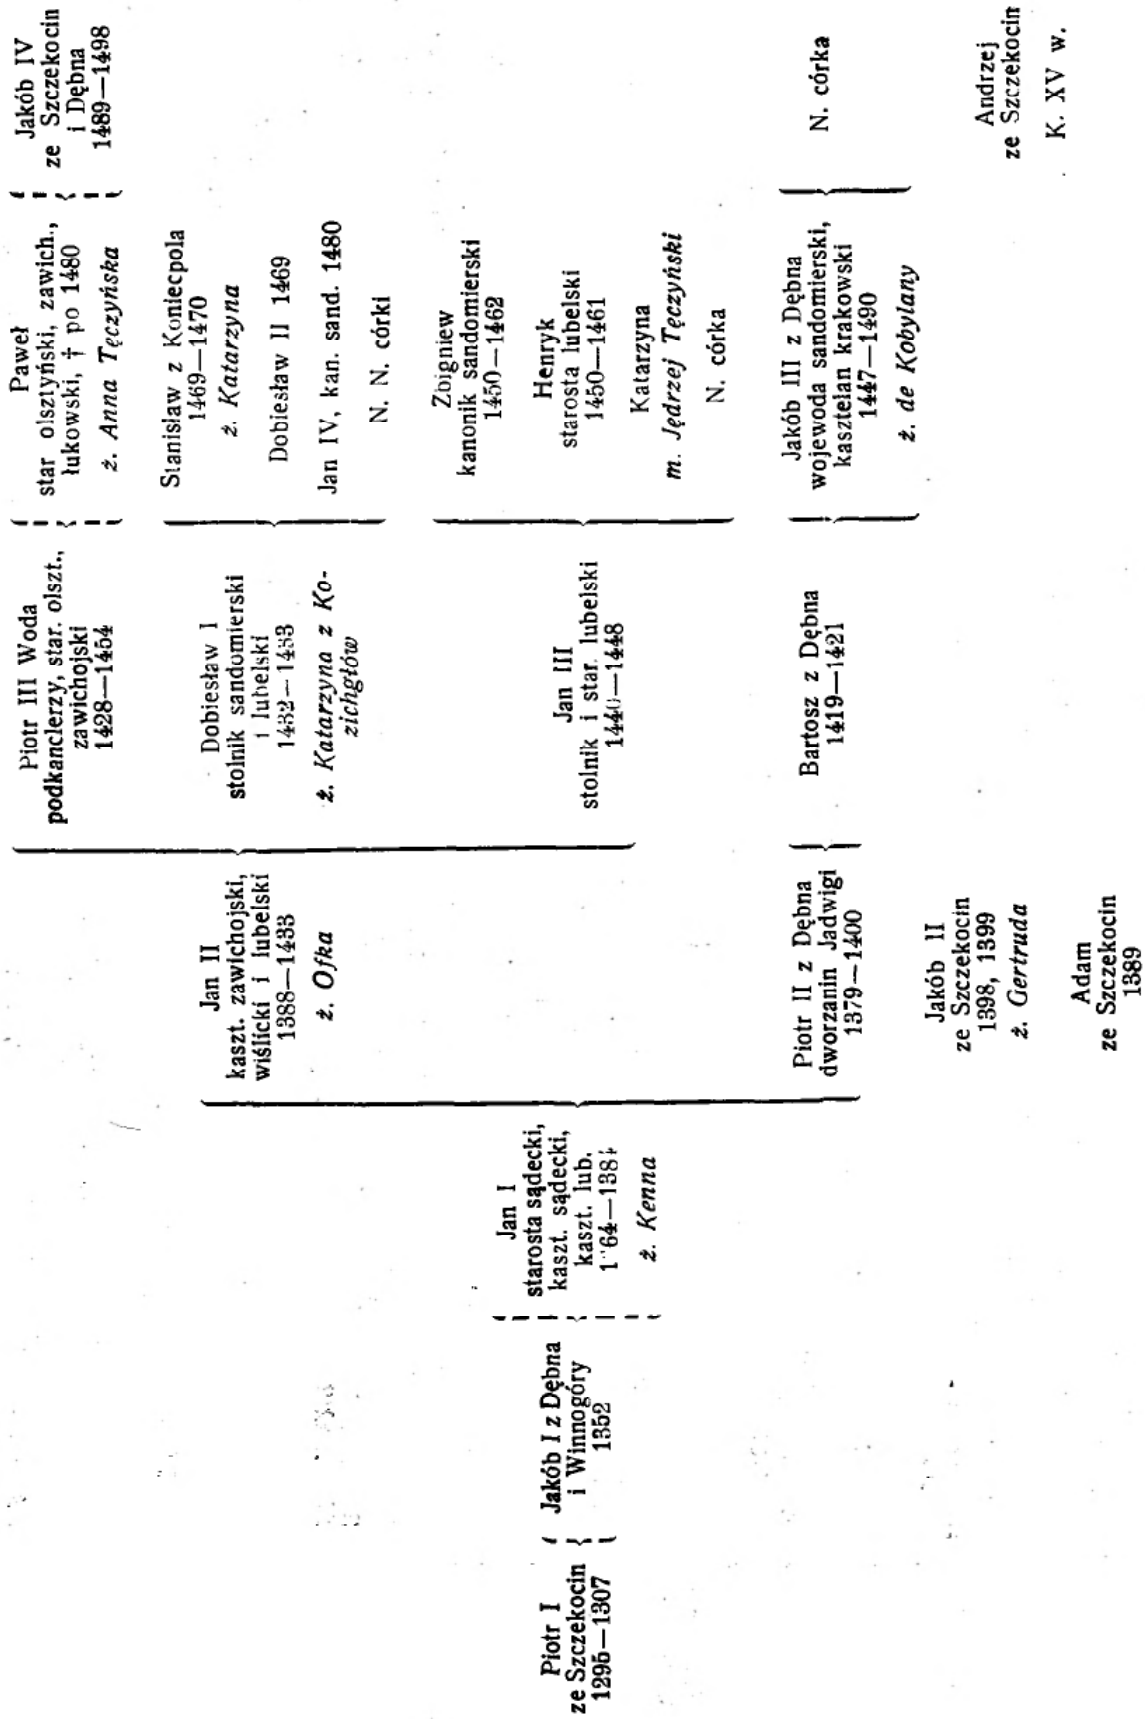 Piotr I
ze Szczekocin
1295—1307
Jakób I z Dębna
i Winnogóry
1352
Jan I
starosta sądecki,
kaszt. sądecki,
kaszt. lub.
ż. Kenna
Jan II
kaszt. zawichojski,
wiślicki i lubelski
1388—1433
ż. Ofka
Piotr II z Dębna
dworzanin Jadwigi
1379—1400
Jakób II
ze Szczekocin
1398, 1399
ż. Gertruda
Adam
ze Szczekocin
1389
Piotr III Woda
podkanclerzy, star. olszt.,
zawichojski
1428—1454
Dobiesław I
stolnik sandomierski
i lubelski
1432—1433
ż. Katarzyna z Ko-
zichgłów
Jan III
stolnik i star. lubelski
1440—1448
Bartosz z Dębna
1419—1421
Paweł
star olsztyński, zawich.,
łukowski, † po 1480
ż. Anna Tęczyńska
Stanisław z Koniecpola
1469—1470
ż. Katarzyna
Dobiesław II 1469
Jan IV, kan. sand. 1480
N. N. córki
Zbigniew
kanonik sandomierski
1450—1462
Henryk
starosta lubelski
1450—1461
Katarzyna
m. Jędrzej Tęczyński
N. córka
Jakób III z Dębna
wojewoda sandomierski,
kasztelan krakowski
1447—1490
ż. de Kobylany
Jakób IV
ze Szczekocin
i Dębna
1489—1498
N. córka
Andrzej
ze Szczekocin
K. XV w.